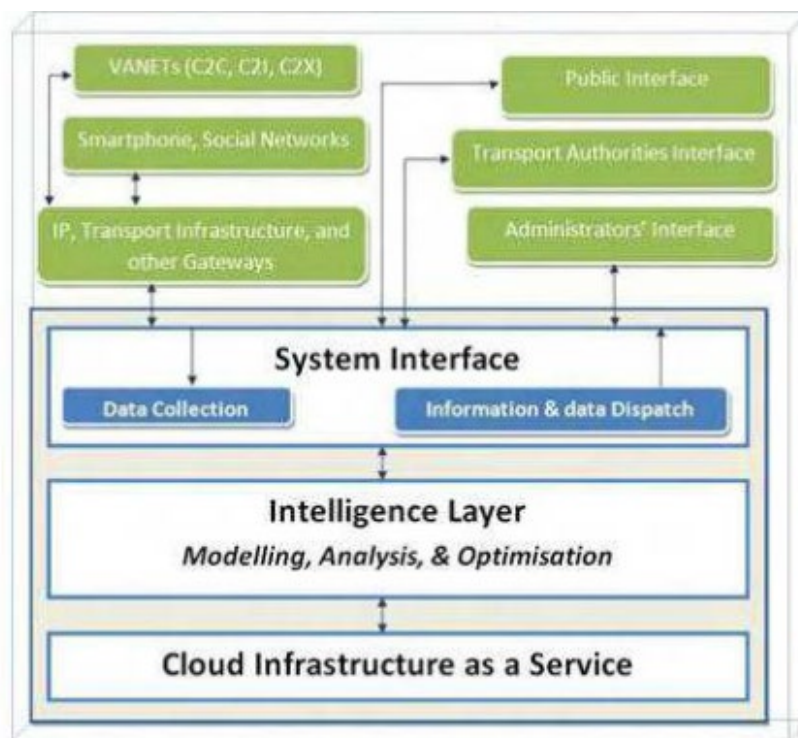 VANETs (C2C, C2I, C2X)
Smartphone, Social Networks
IP, Transport Infrastructure, and
other Gateways
Public Interface
Transport Authorities Interface
Administrators' Interface
System Interface
Data Collection
Information & data Dispatch
Intelligence Layer
Modelling, Analysis, & Optimisation
Cloud Infrastructure as a Service